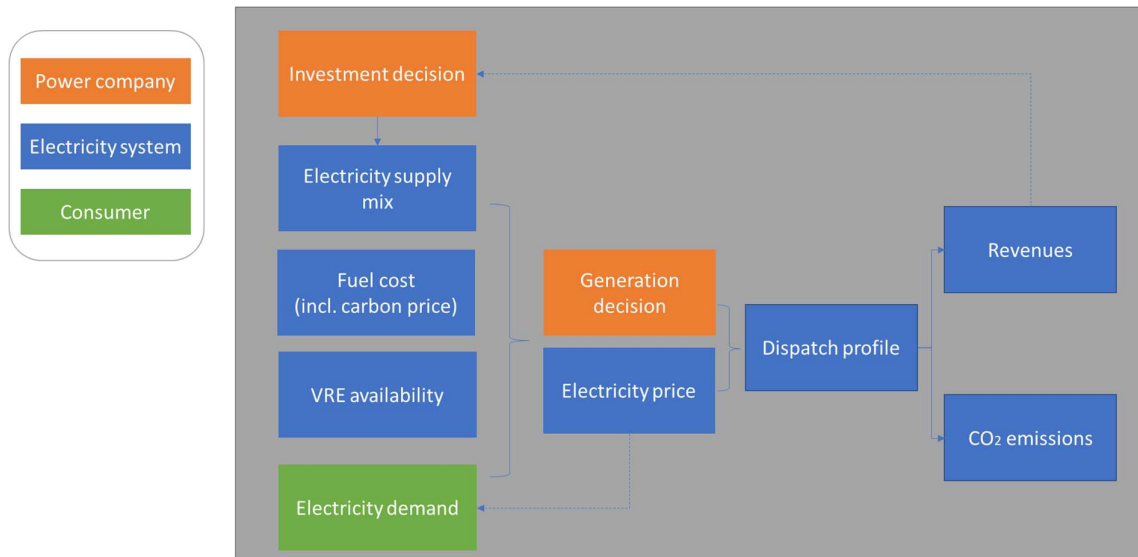 Power company
Electricity system
Consumer
Investment decision
Electricity supply
mix
Fuel cost
(incl. carbon price)
VRE availability
Electricity demand
Generation
decision
Electricity price
Dispatch profile
Revenues
CO₂ emissions